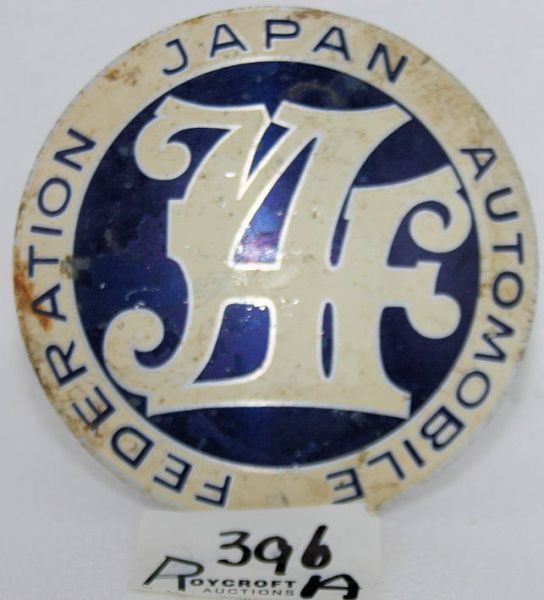 JAPAN AUTOMOBILE FEDERATION
JAF
396
A
ROYCROFT
AUCTIONS